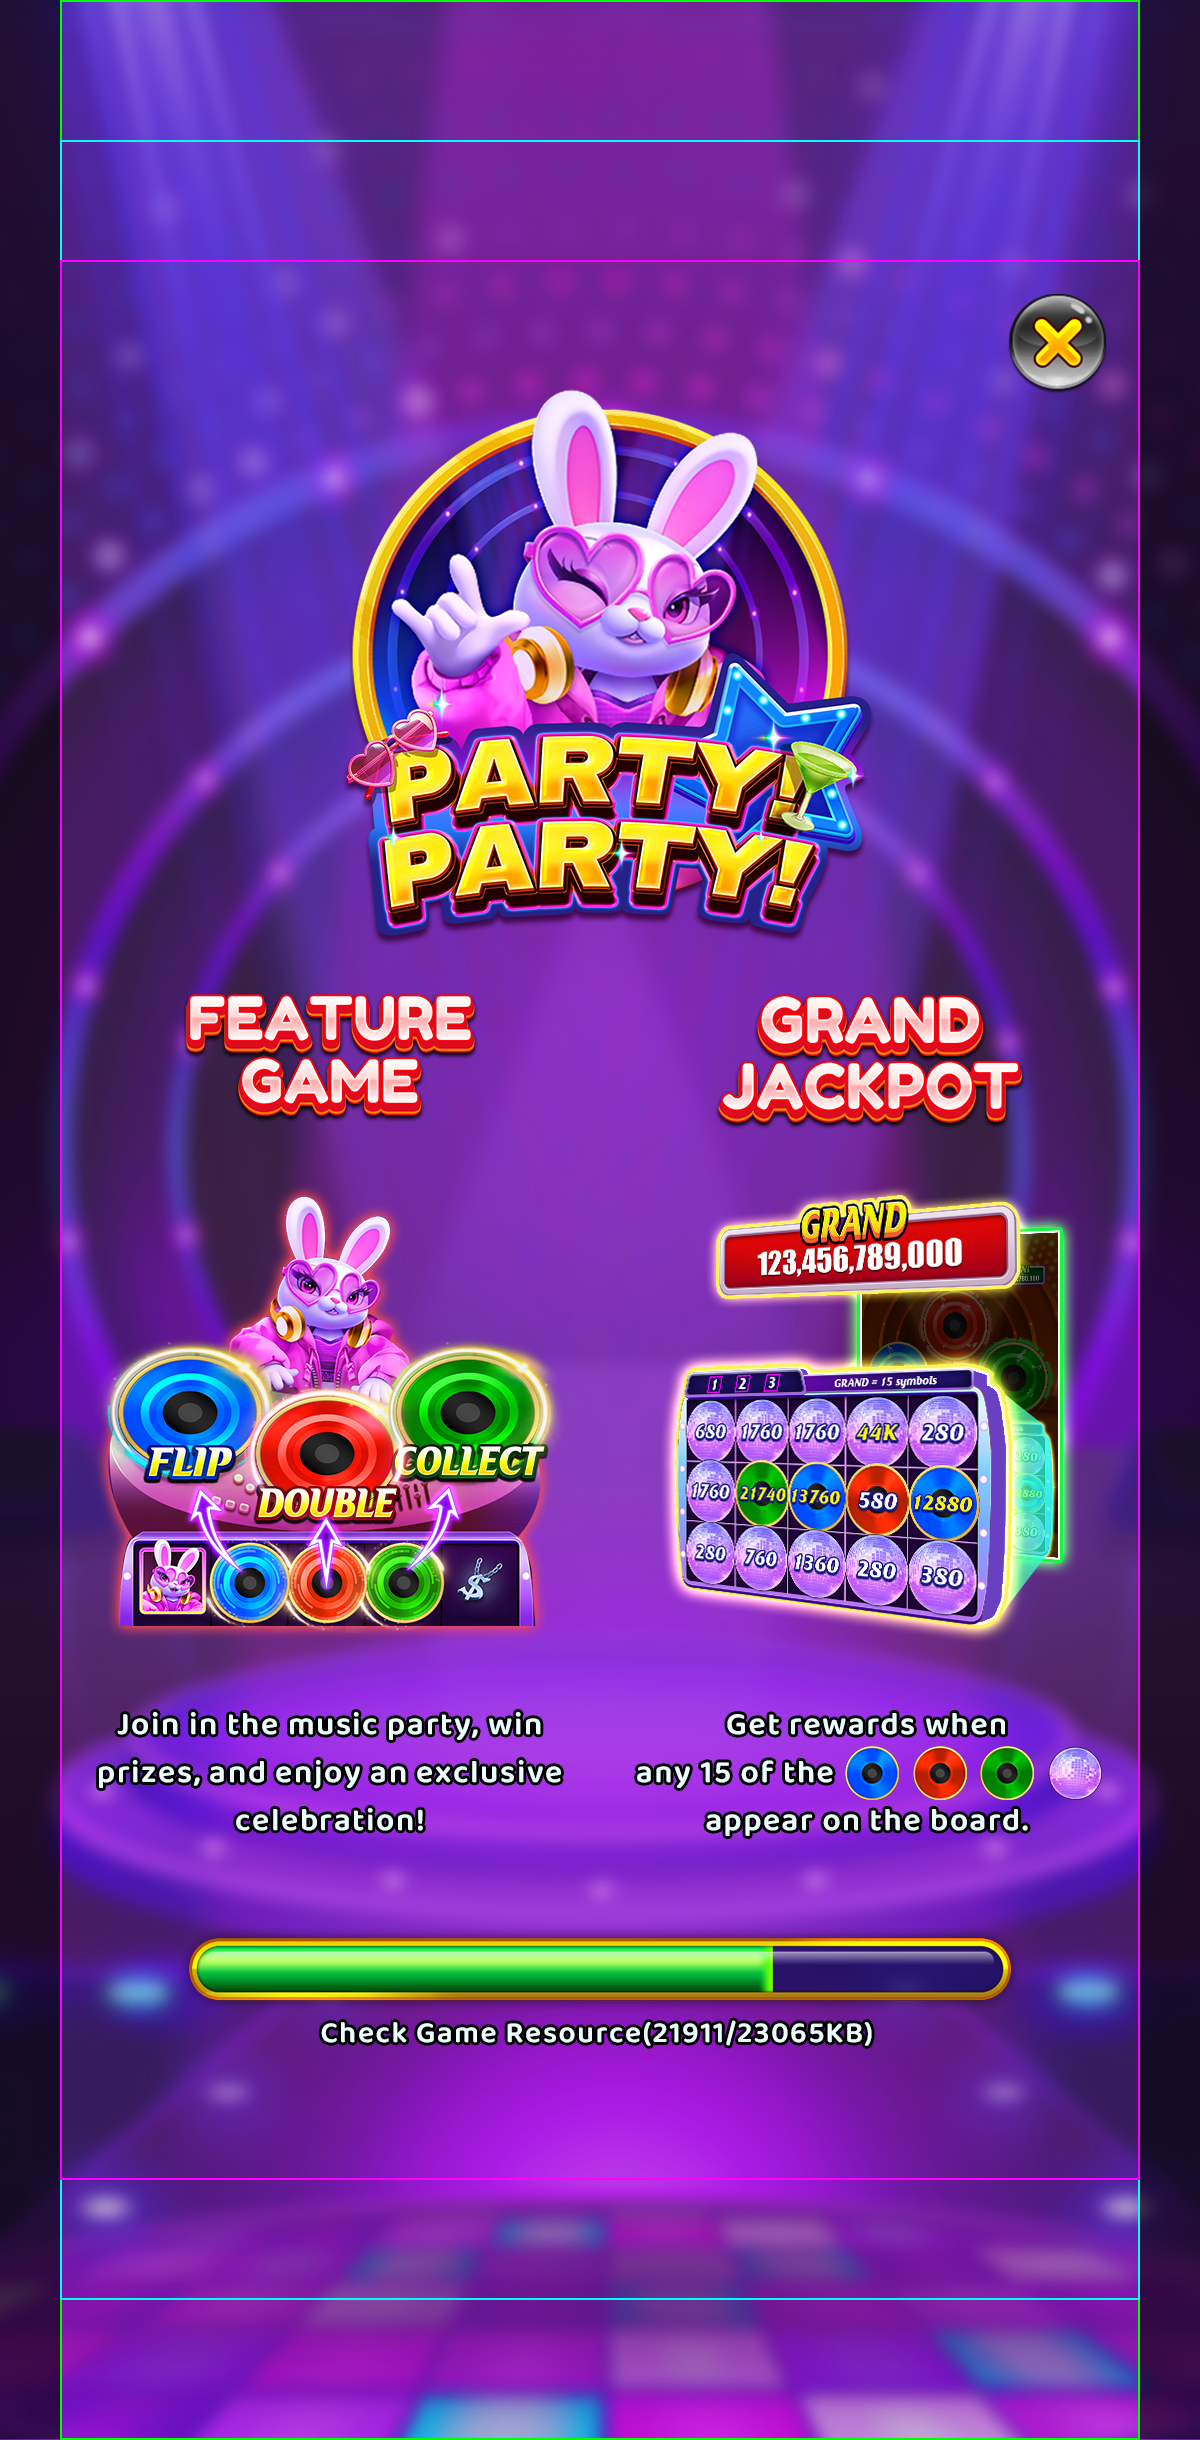 PARTY!
PARTY!
FEATURE
GAME
GRAND
JACKPOT
FLIP
DOUBLE
COLLECT
GRAND
123,456,789,000
1 2 3
GRAND = 15 symbols
680 1760 1760 44K 280
1760 21740 13760 580 12880
280 760 1360 280 380
Join in the music party, win
prizes, and enjoy an exclusive
celebration!
Get rewards when
any 15 of the
appear on the board.
Check Game Resource(21911/23065KB)